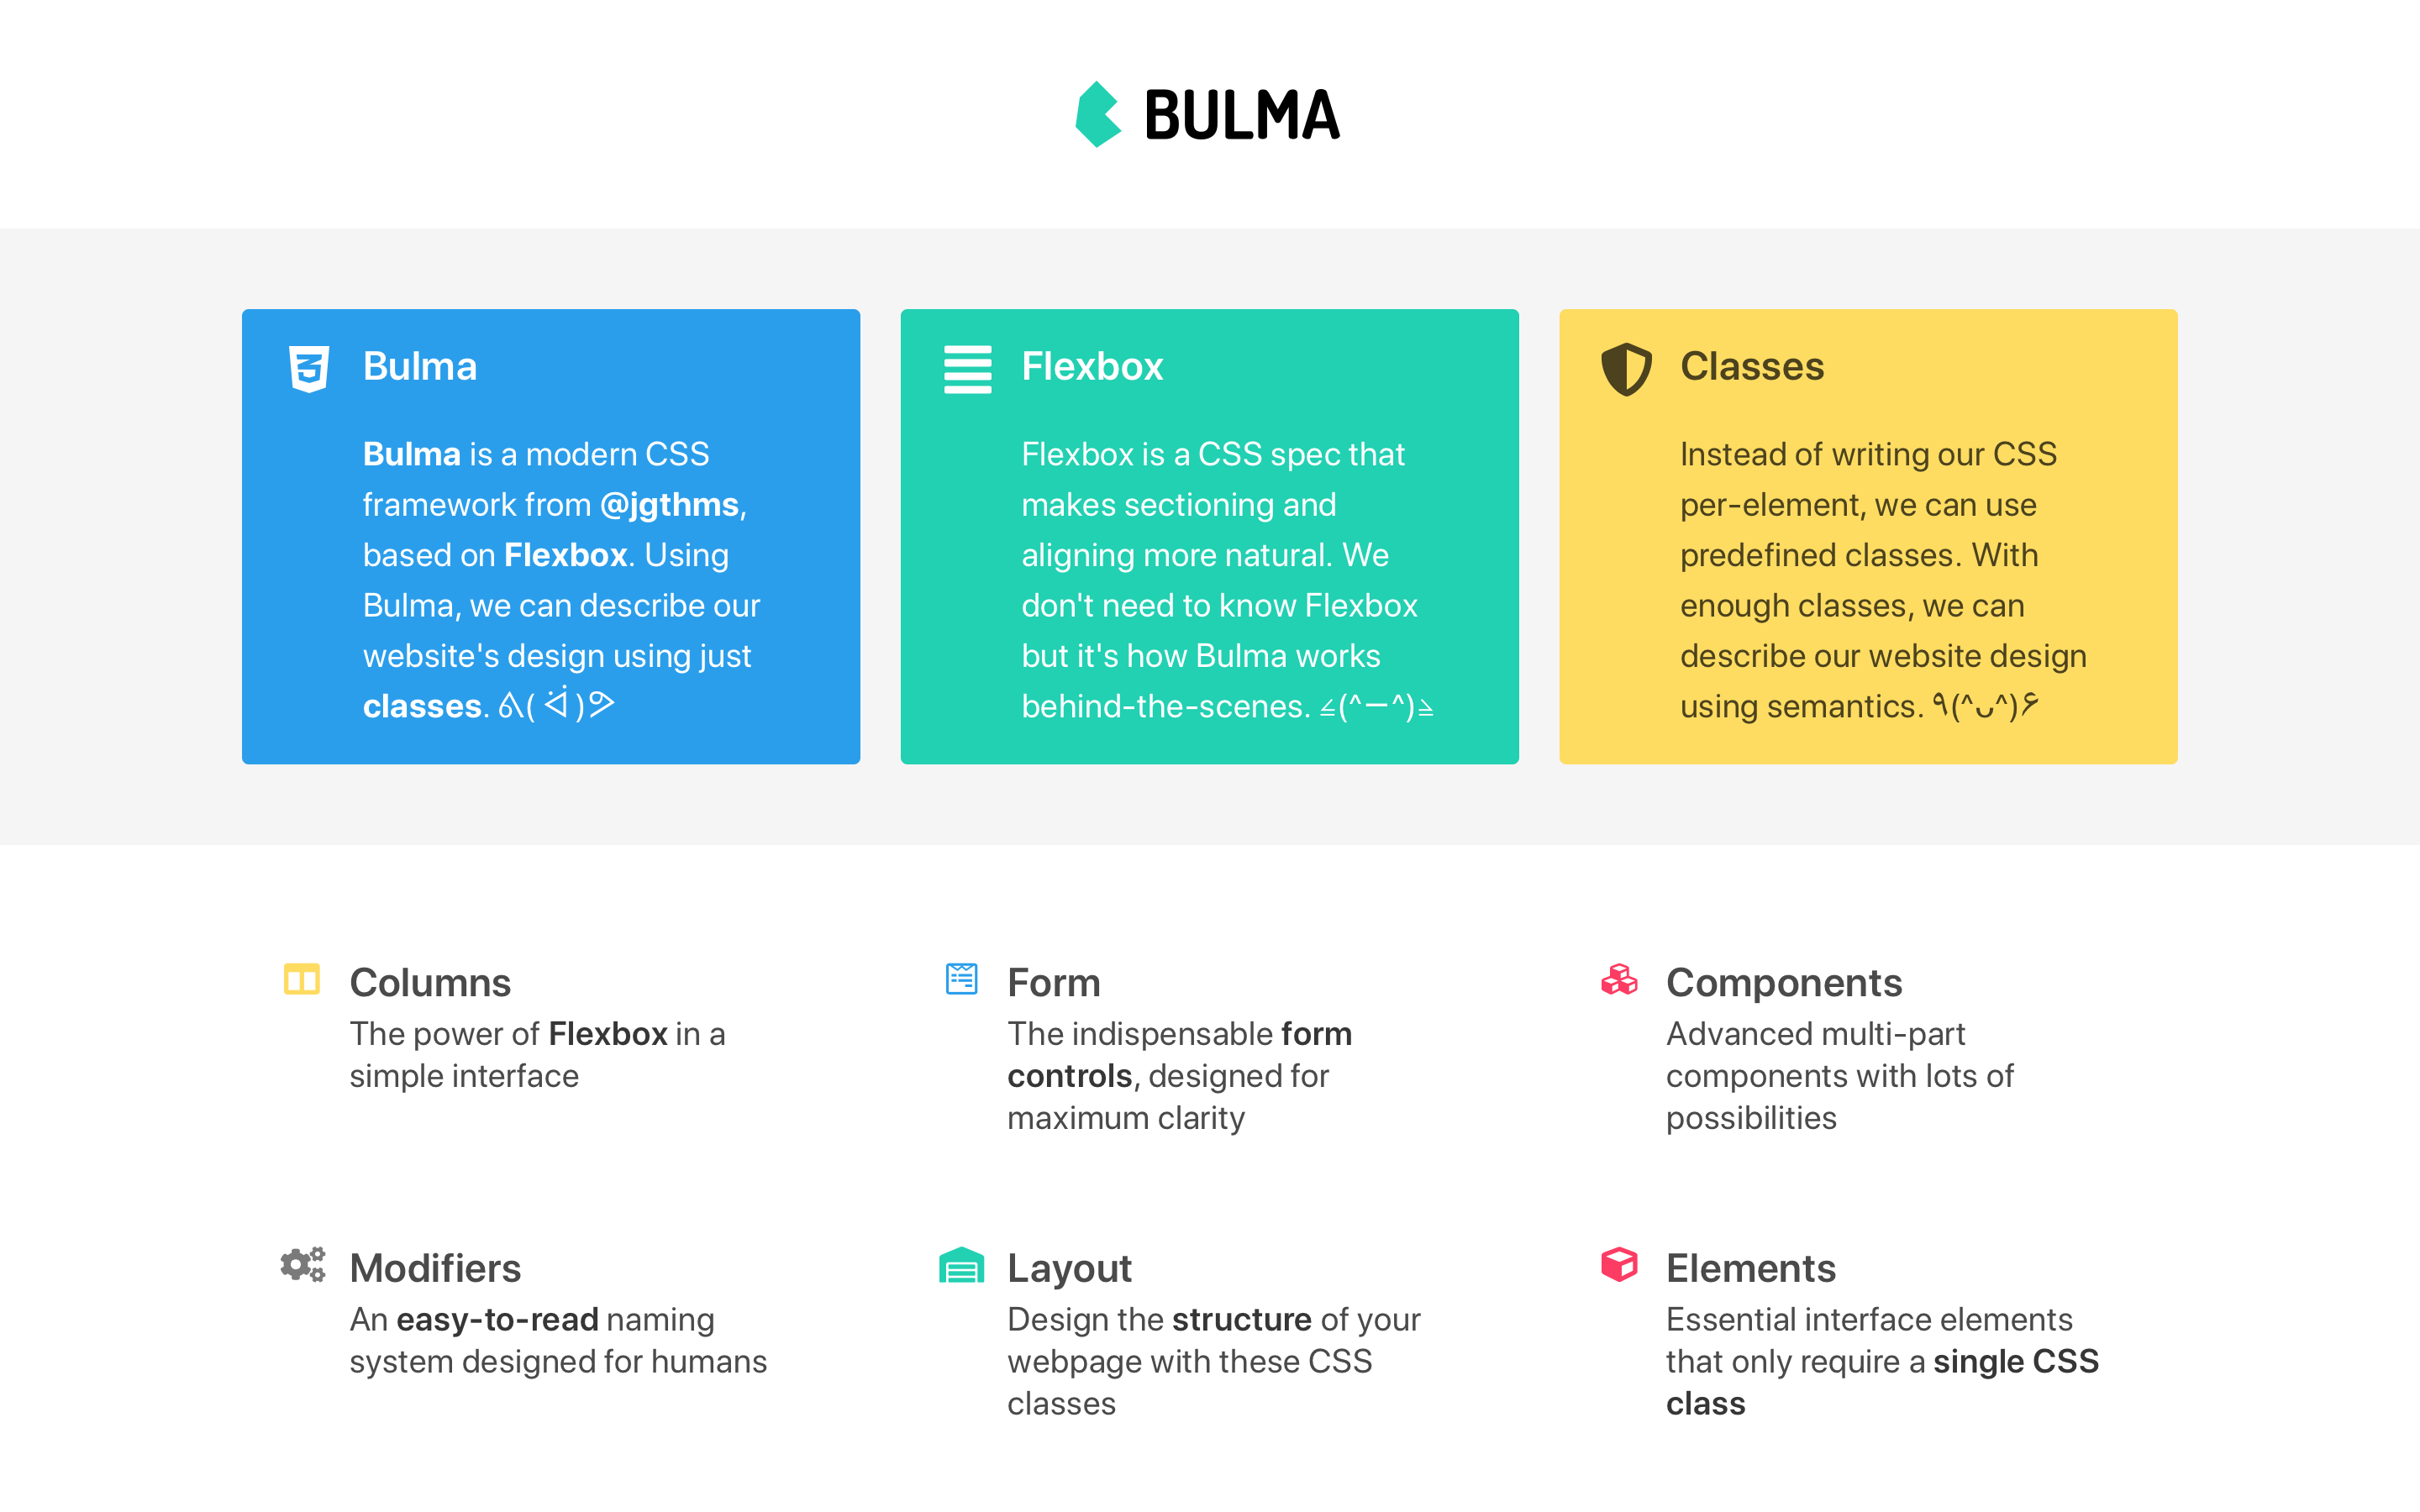 BULMA
Bulma
Bulma is a modern CSS
framework from @jgthms,
based on Flexbox. Using
Bulma, we can describe our
website's design using just
classes.
Flexbox
Flexbox is a CSS spec that
makes sectioning and
aligning more natural. We
don't need to know Flexbox
but it's how Bulma works
behind-the-scenes. ⦤(^ー^)⦥
Classes
Instead of writing our CSS
per-element, we can use
predefined classes. With
enough classes, we can
describe our website design
using semantics. ٩(^ᴗ^)۶
Columns
The power of Flexbox in a
simple interface
Form
The indispensable form
controls, designed for
maximum clarity
Components
Advanced multi-part
components with lots of
possibilities
Modifiers
An easy-to-read naming
system designed for humans
Layout
Design the structure of your
webpage with these CSS
classes
Elements
Essential interface elements
that only require a single CSS
class